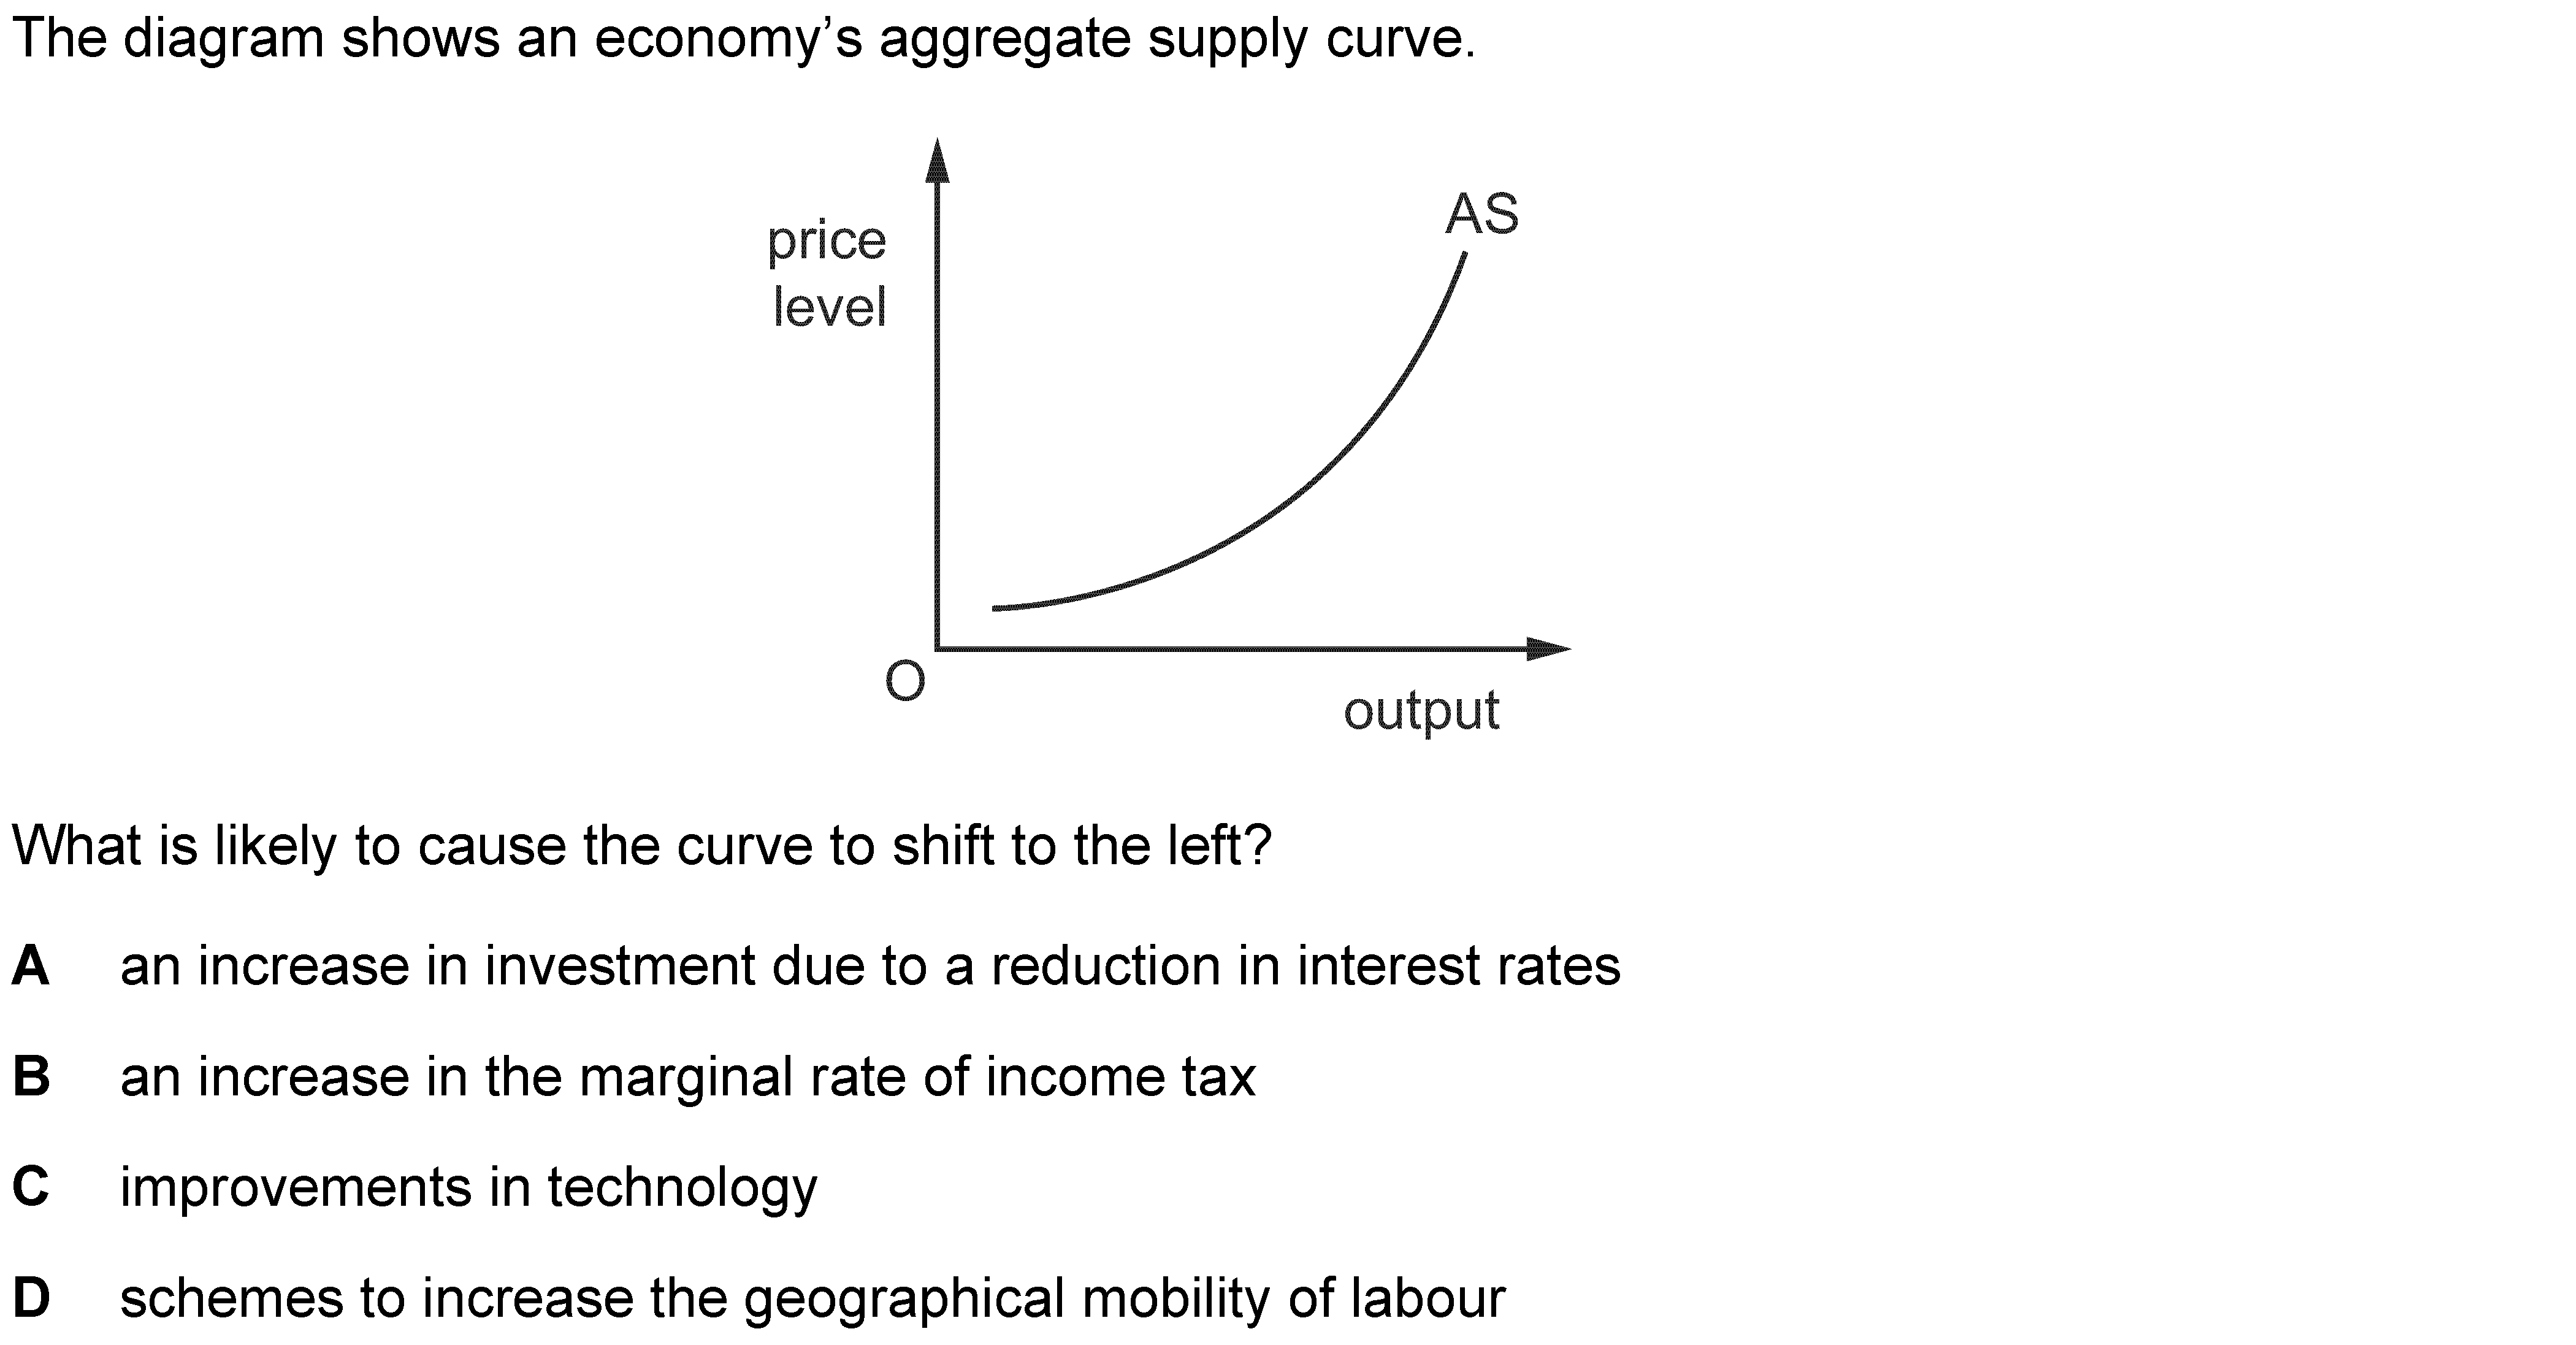 The diagram shows an economy’s aggregate supply curve.
AS
price
level
O
output
What is likely to cause the curve to shift to the left?
A an increase in investment due to a reduction in interest rates
B an increase in the marginal rate of income tax
C improvements in technology
D schemes to increase the geographical mobility of labour